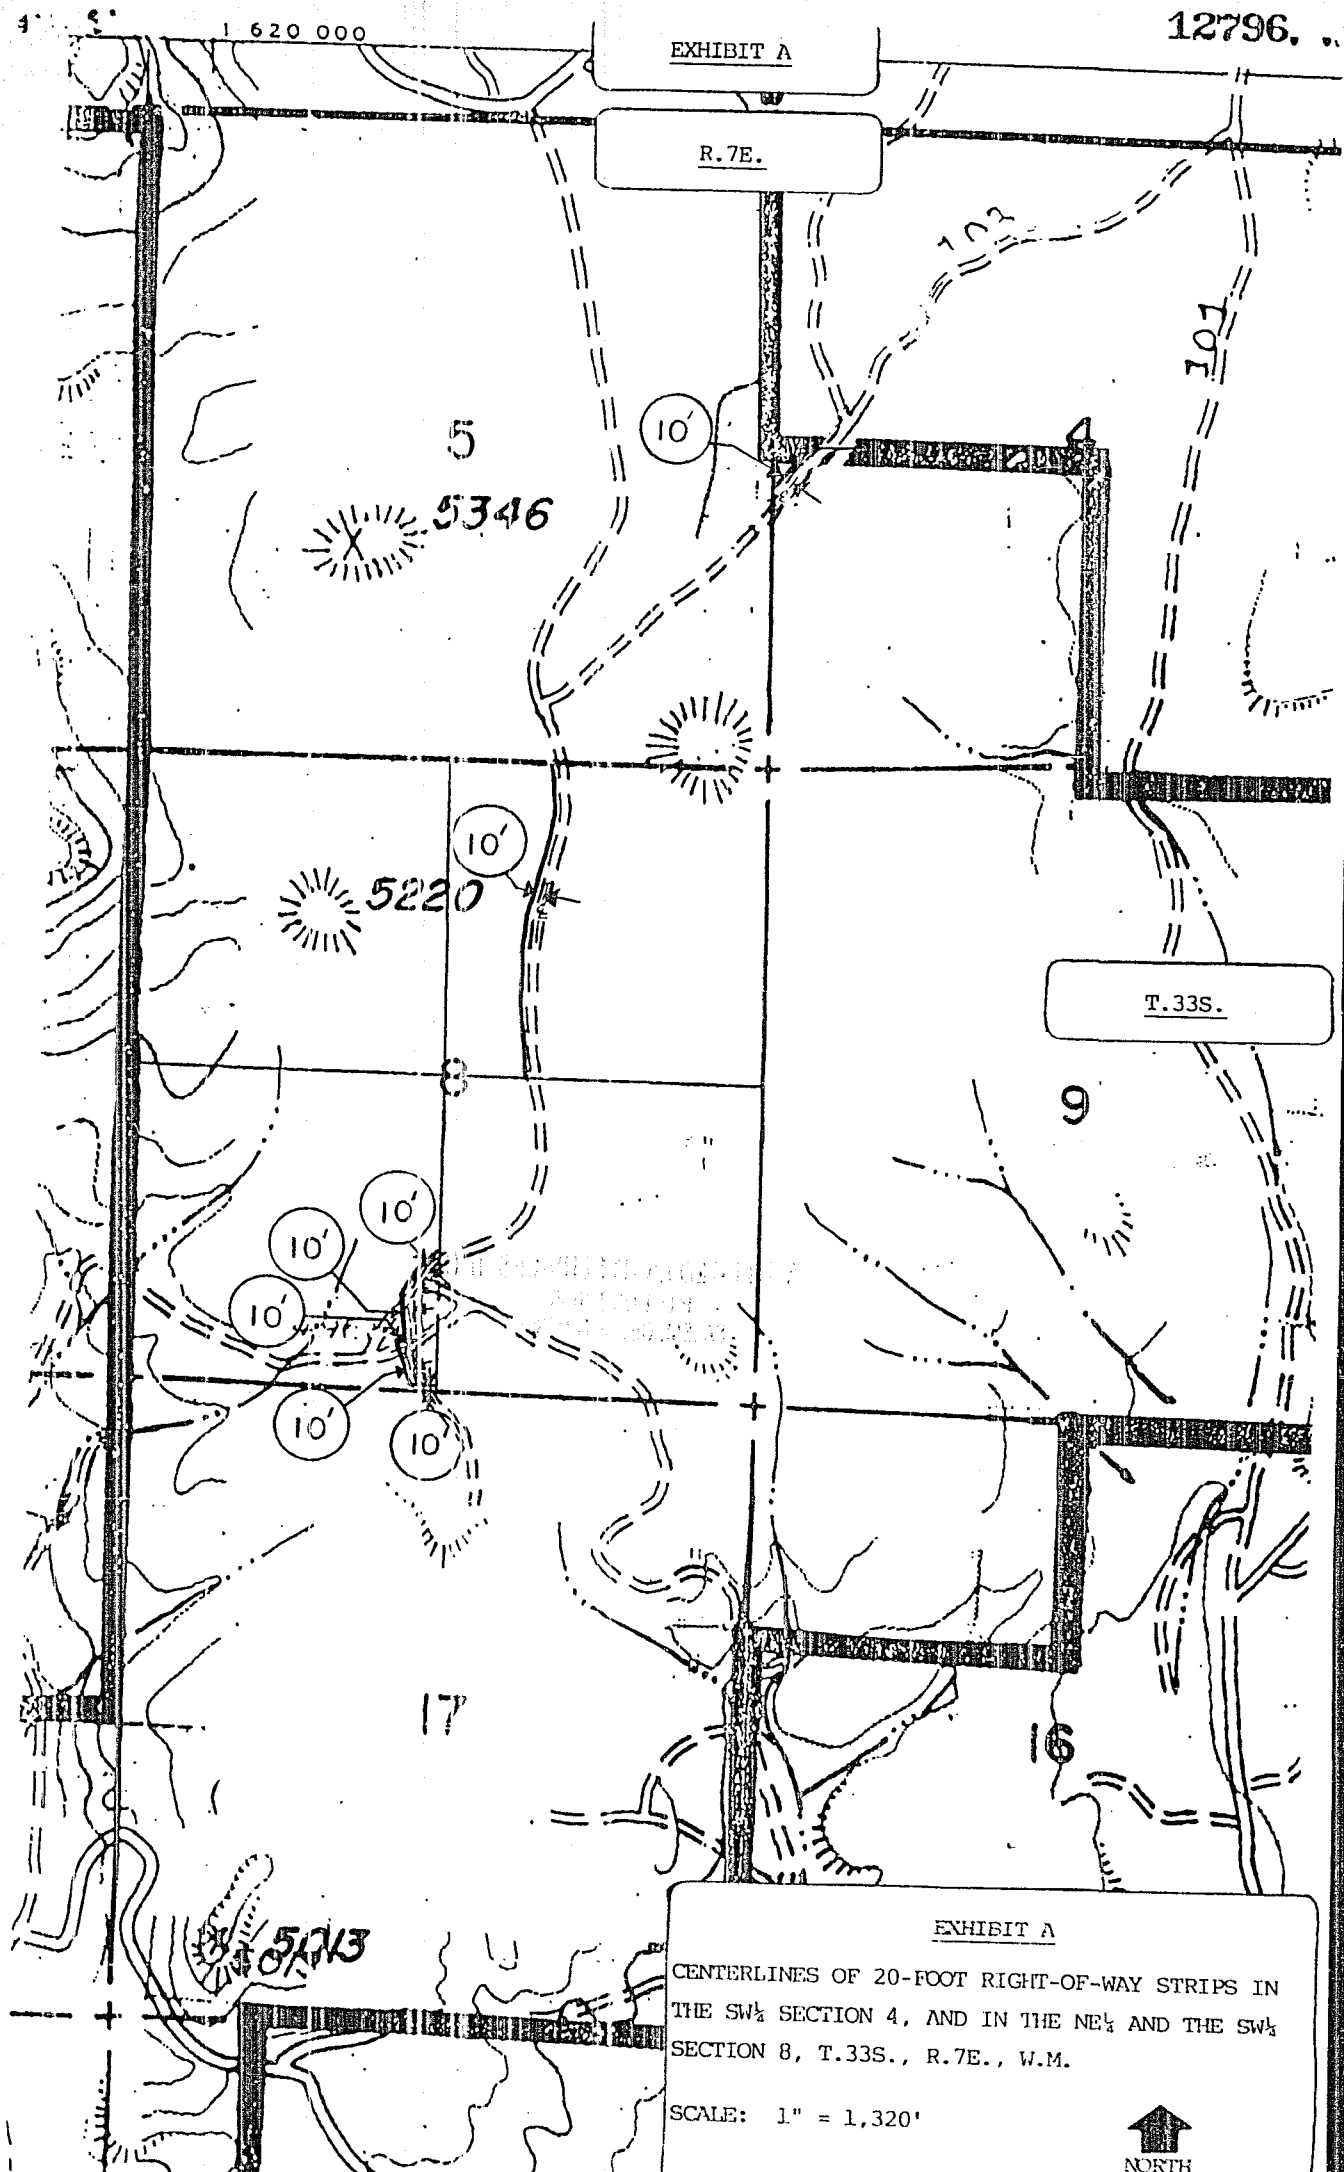 1 620 000
12796.
EXHIBIT A
R.7E.
102
101
10'
4
5
5346
10'
5220
T.33S.
8
9
10'
10'
10'
10'
10'
17
16
EXHIBIT A
CENTERLINES OF 20-FOOT RIGHT-OF-WAY STRIPS IN
THE SW¼ SECTION 4, AND IN THE NE¼ AND THE SW¼
SECTION 8, T.33S., R.7E., W.M.
SCALE: 1" = 1,320'
NORTH